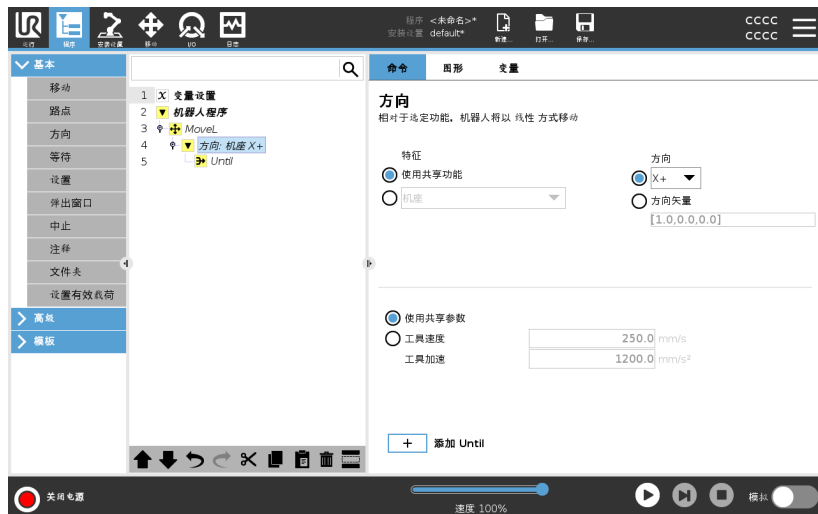 UR
运行
程序
安装设置
移动
I/O
日志
程序 <未命名>*
安装设置 default*
新建...
打开...
保存...
cccc
cccc
基本
移动
路点
方向
等待
设置
弹出窗口
中止
注释
文件夹
设置有效载荷
高级
模板
1 X 变量设置
2 机器人程序
3 MoveL
4 方向: 机座 X+
5 Until
命令 图形 变量
方向
相对于选定功能，机器人将以 线性 方式移动
特征
使用共享功能
机座
方向
X+
方向矢量
[1.0,0.0,0.0]
使用共享参数
工具速度 250.0 mm/s
工具加速 1200.0 mm/s²
+ 添加 Until
关闭电源
速度 100%
模拟